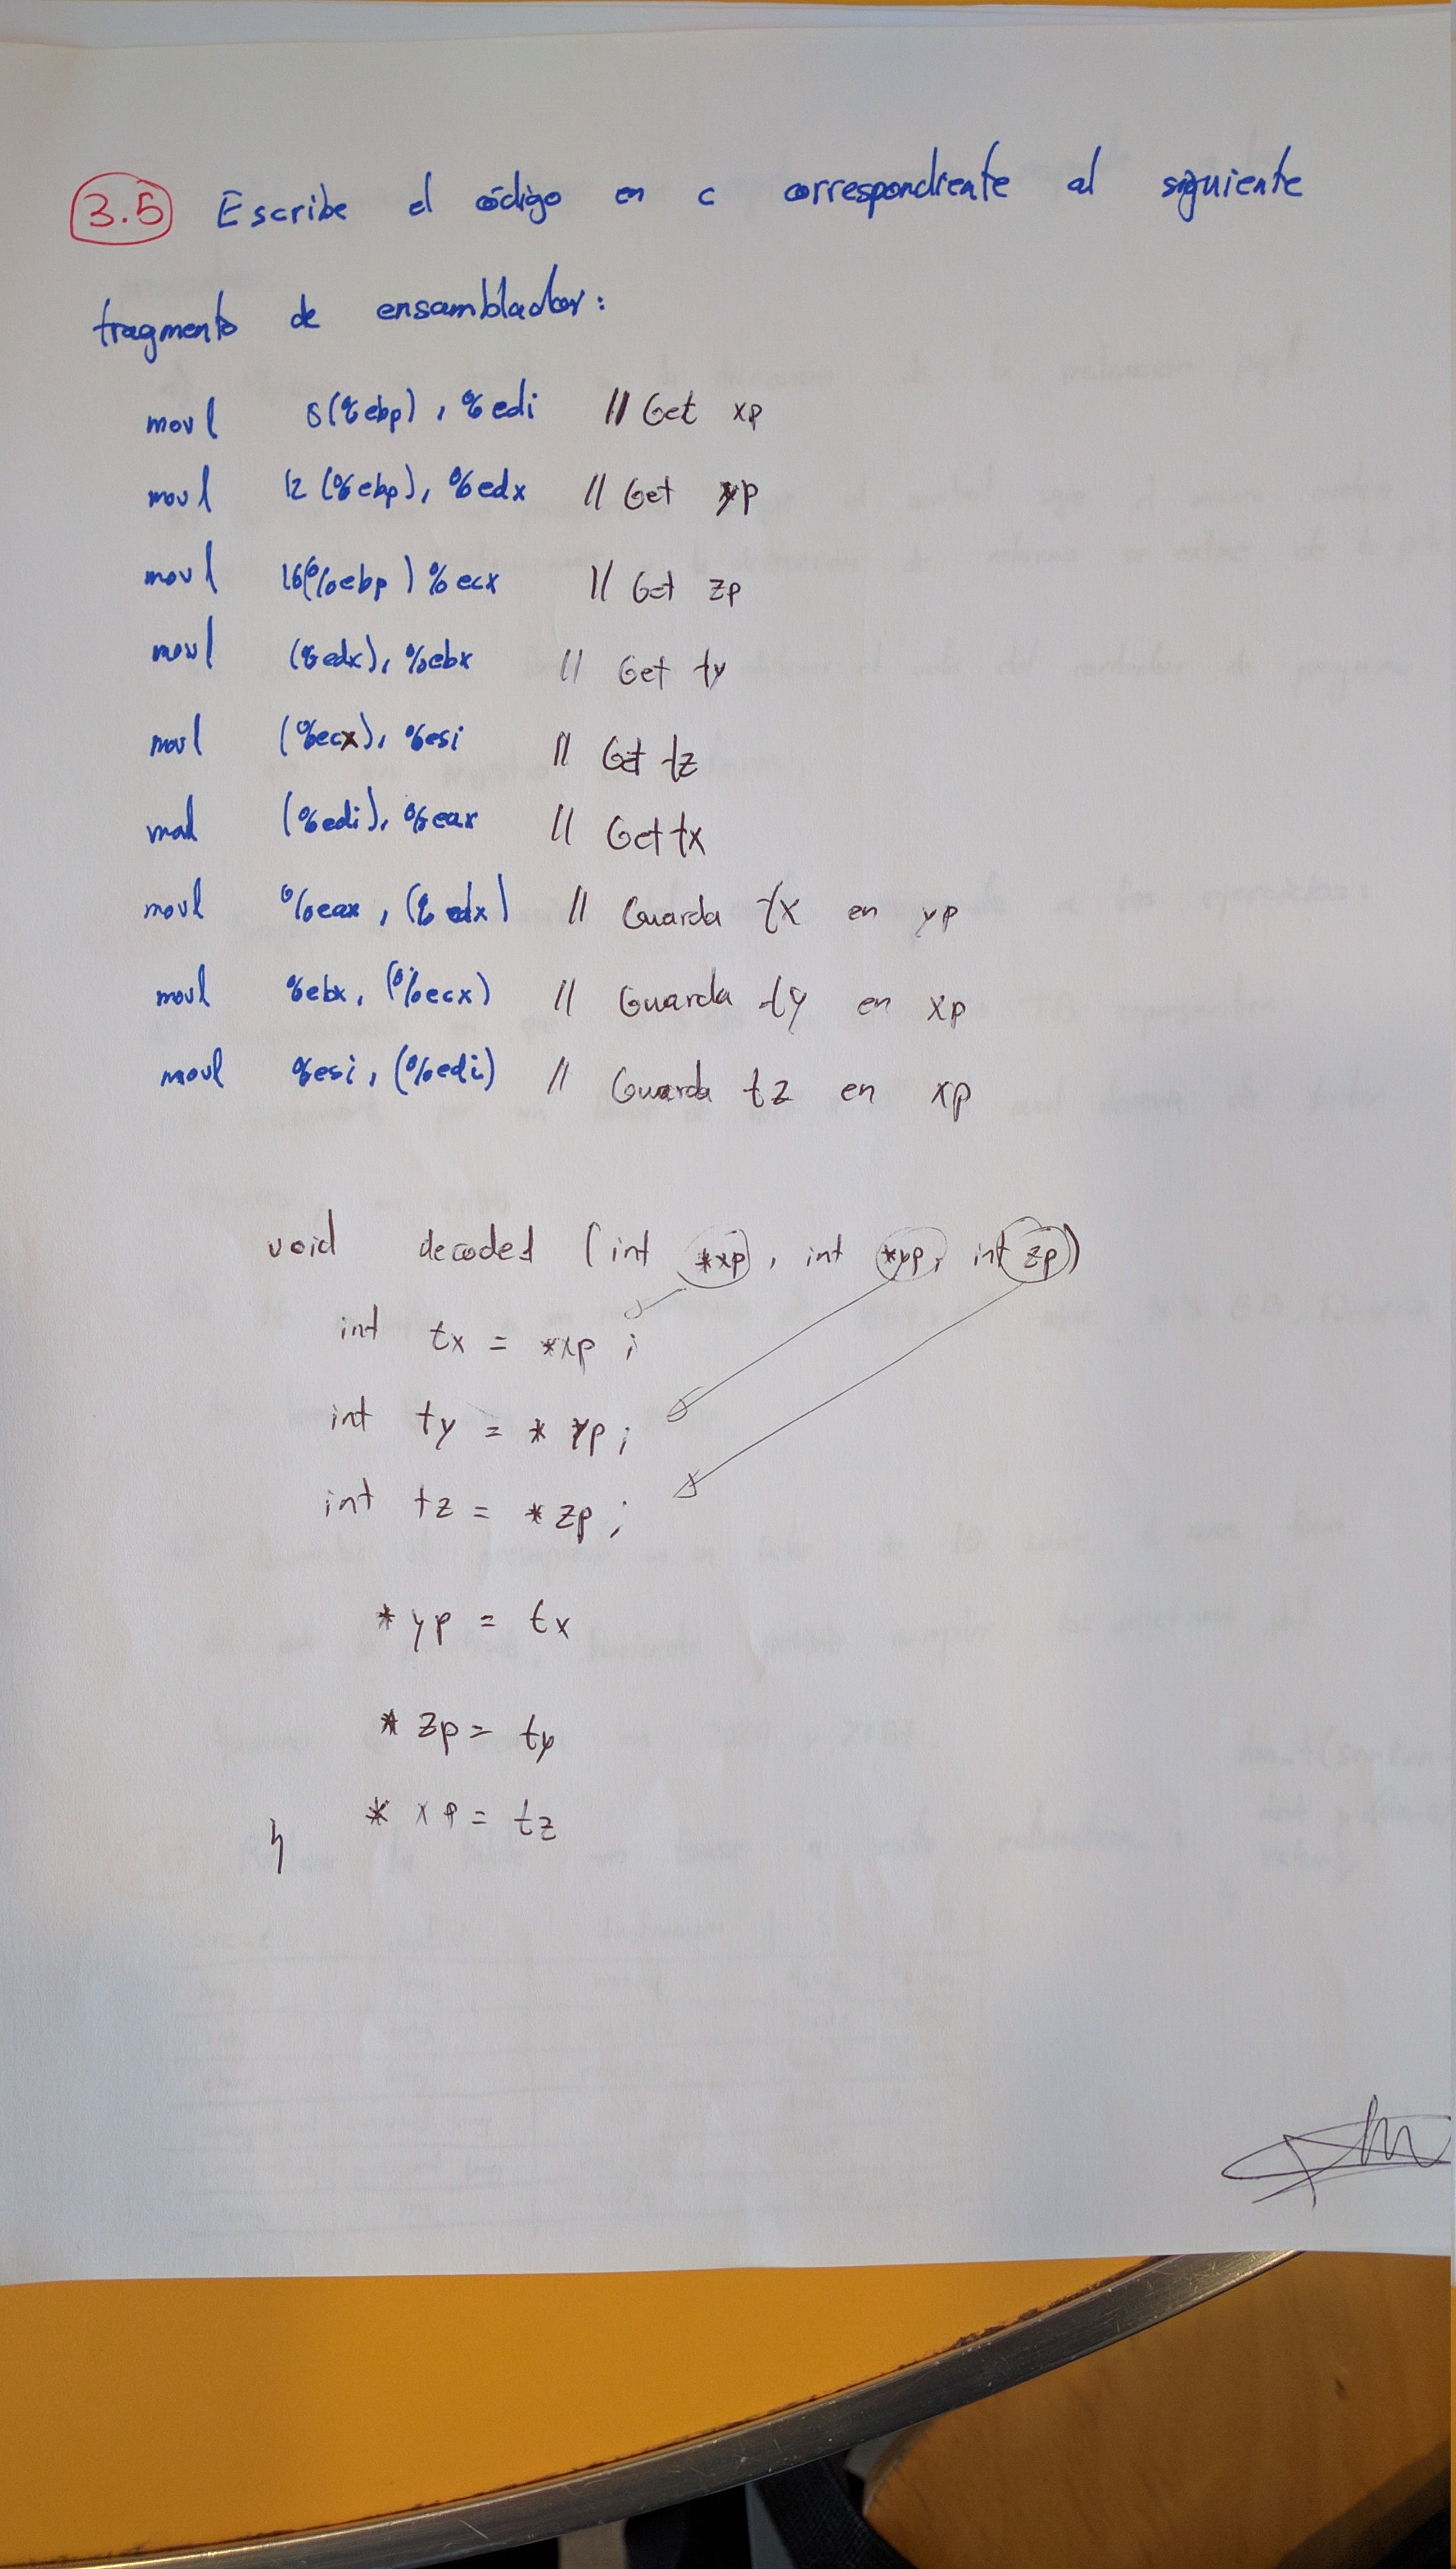 3.5 Escribe el código en c correspondiente al siguiente
fragmento de ensamblador:
movl 8(%ebp), %edi // Get xp
movl 12(%ebp), %edx // Get yp
movl 16(%ebp) %ecx // Get zp
movl (%edx), %ebx // Get ty
movl (%ecx), %esi // Get tz
movl (%edi), %eax // Get tx
movl %eax, (%edx) // Guarda tx en yp
movl %ebx, (%ecx) // Guarda ty en xp
movl %esi, (%edi) // Guarda tz en xp
void decoded (int *xp, int *yp, int zp)
int tx = *xp;
int ty = *yp;
int tz = *zp;
*yp = tx
*zp = ty
*xp = tz
}